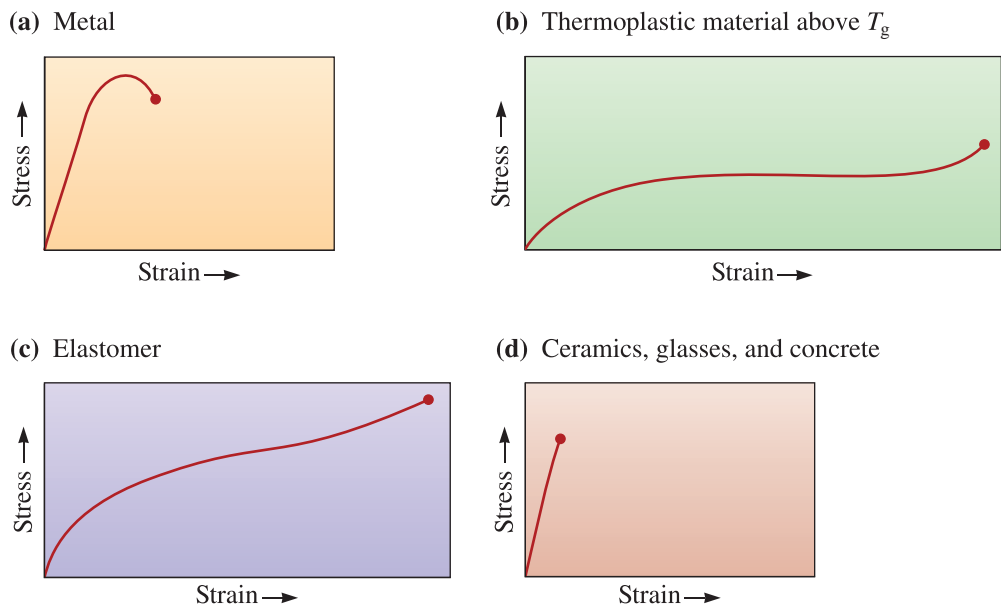 (a) Metal
Stress
Strain
(b) Thermoplastic material above Tg
Stress
Strain
(c) Elastomer
Stress
Strain
(d) Ceramics, glasses, and concrete
Stress
Strain